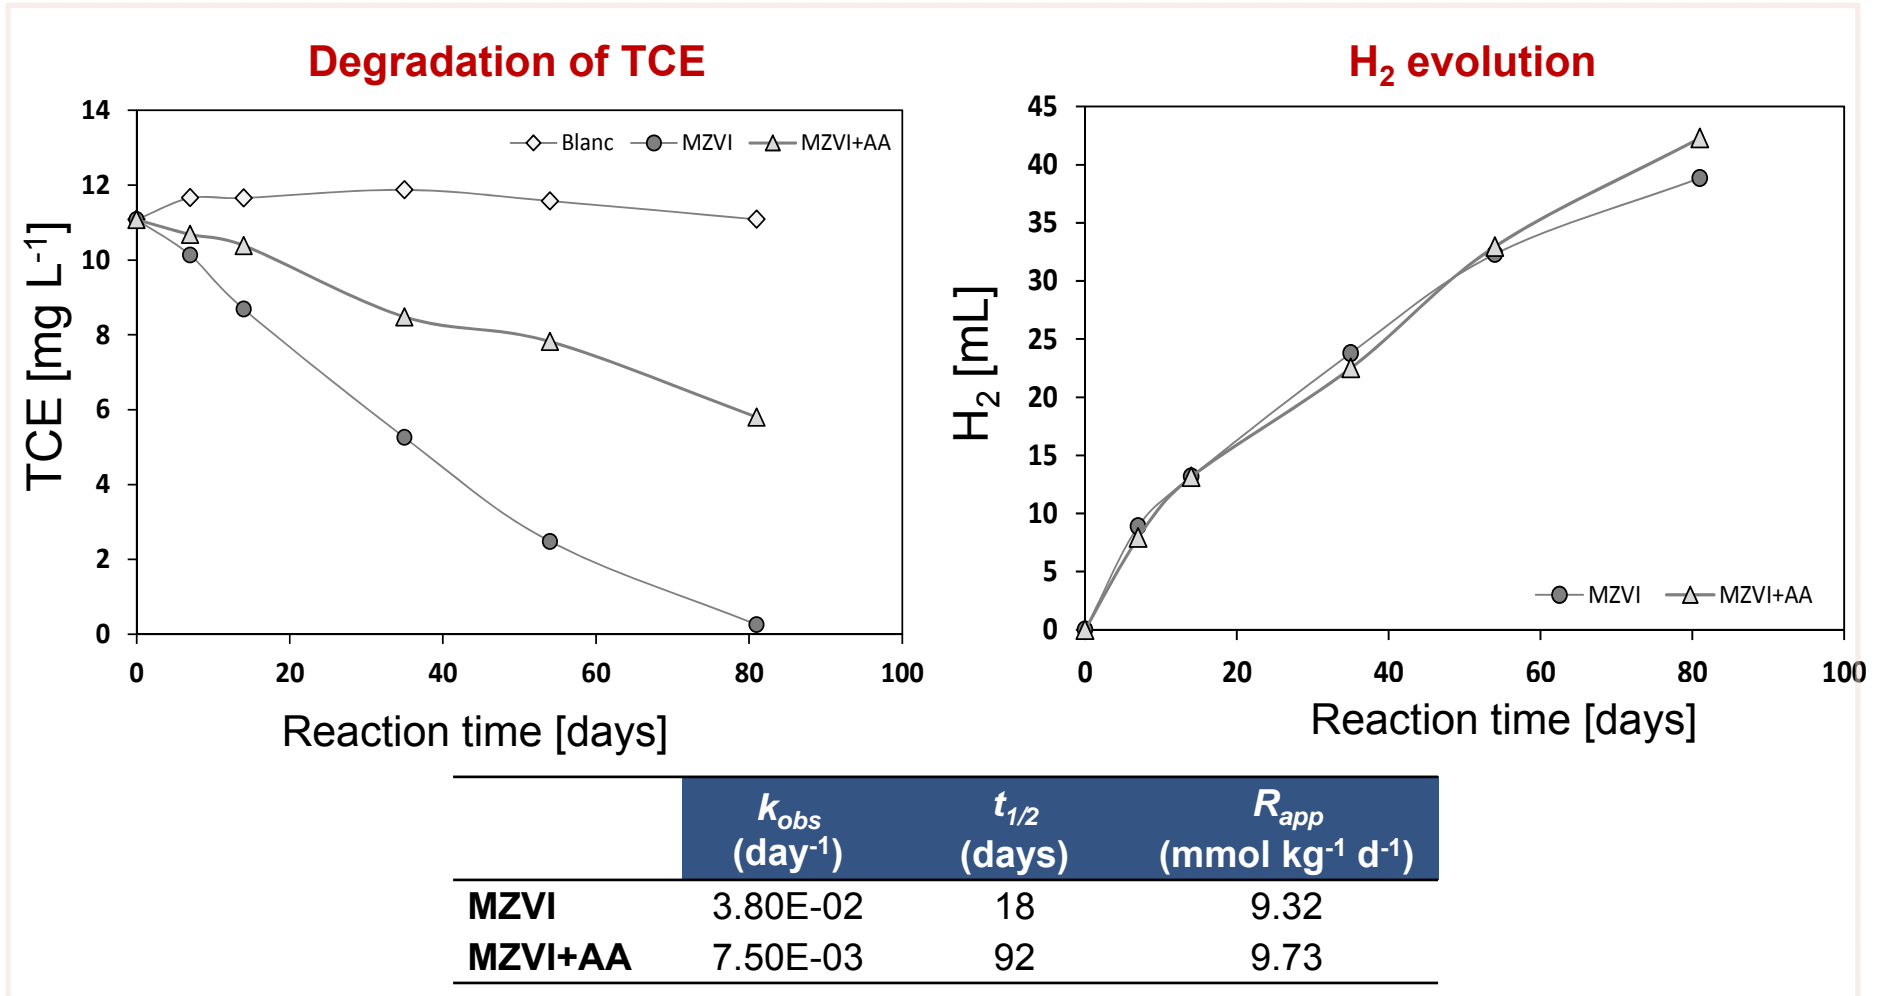 Degradation of TCE
14
12
10
8
6
4
2
0
TCE [mg L⁻¹]
Blanc MZVI MZVI+AA
0 20 40 60 80 100
Reaction time [days]
H₂ evolution
45
40
35
30
25
20
15
10
5
0
H₂ [mL]
MZVI MZVI+AA
0 20 40 60 80 100
Reaction time [days]
k_obs t_1/2 R_app
(day⁻¹) (days) (mmol kg⁻¹ d⁻¹)
MZVI 3.80E-02 18 9.32
MZVI+AA 7.50E-03 92 9.73